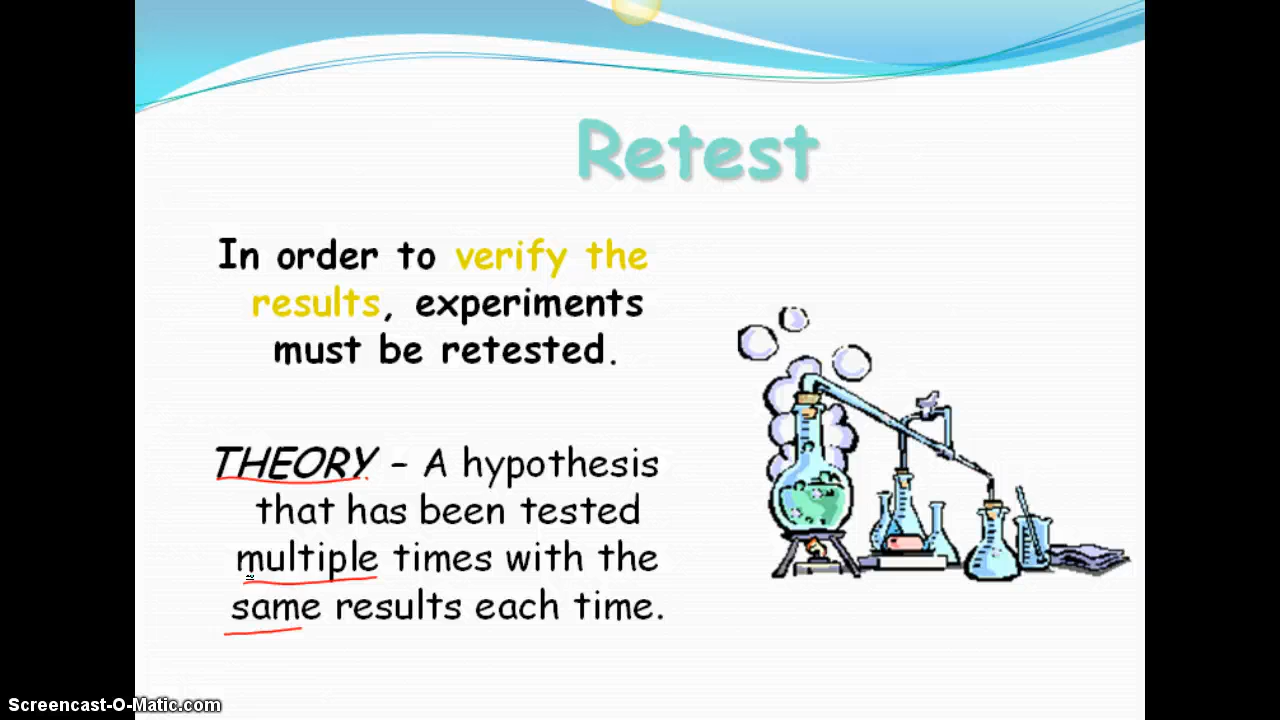 Retest
In order to verify the
results, experiments
must be retested.
THEORY – A hypothesis
that has been tested
multiple times with the
same results each time.
Screencast-O-Matic.com